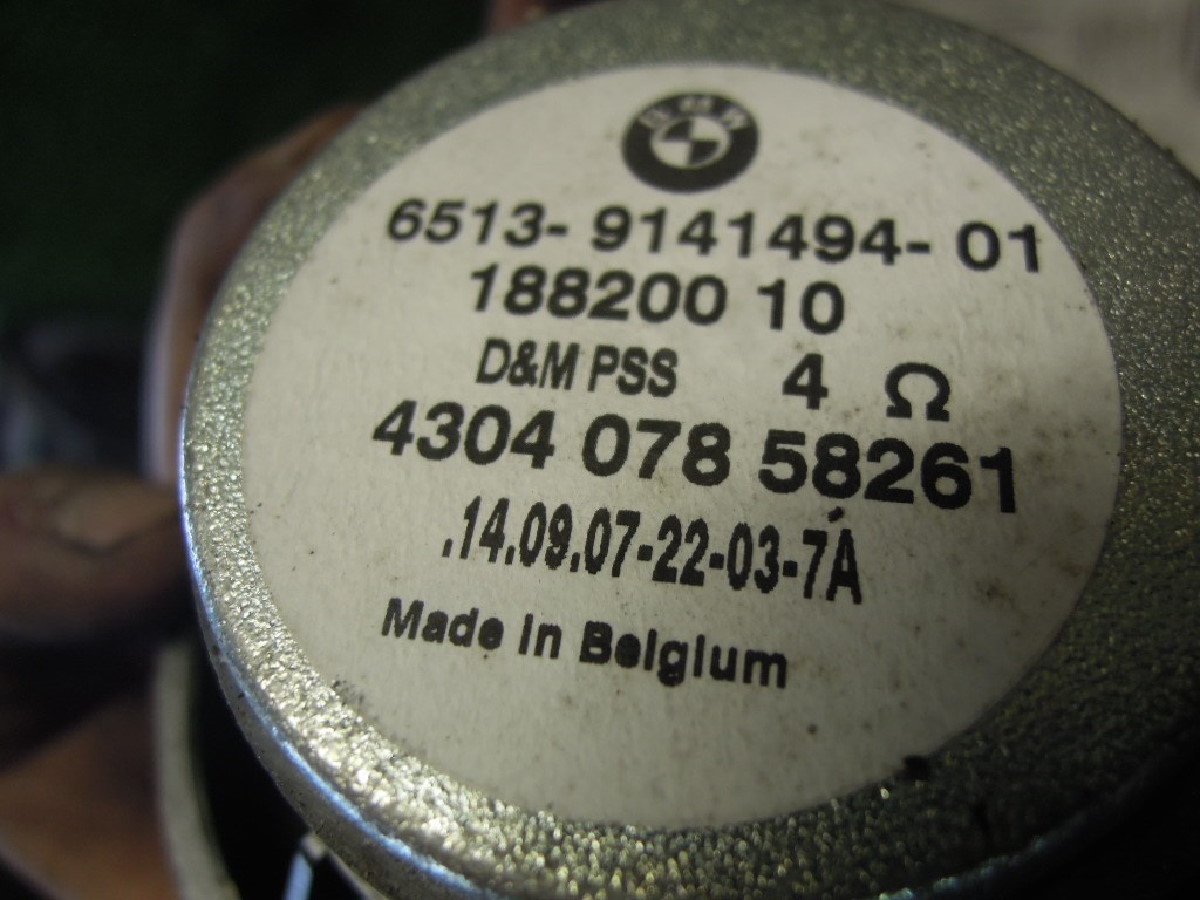 BMW
6513- 9141494- 01
188200 10
D&M PSS 4 Ω
4304 078 58261
.14.09.07-22-03-7A
Made in Belgium